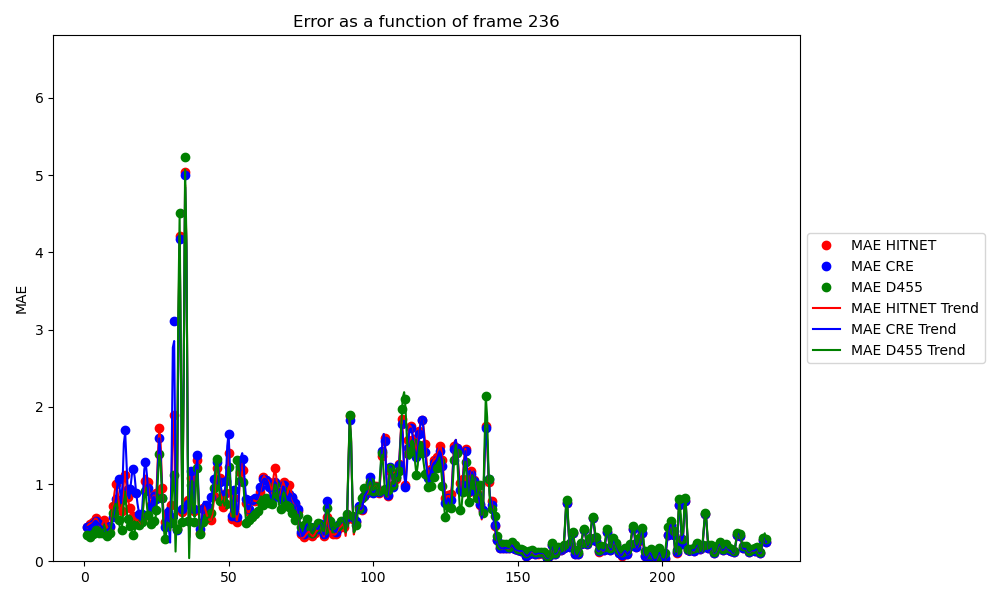 Error as a function of frame 236
MAE
6
5
4
3
2
1
0
0
50
100
150
200
MAE HITNET
MAE CRE
MAE D455
MAE HITNET Trend
MAE CRE Trend
MAE D455 Trend